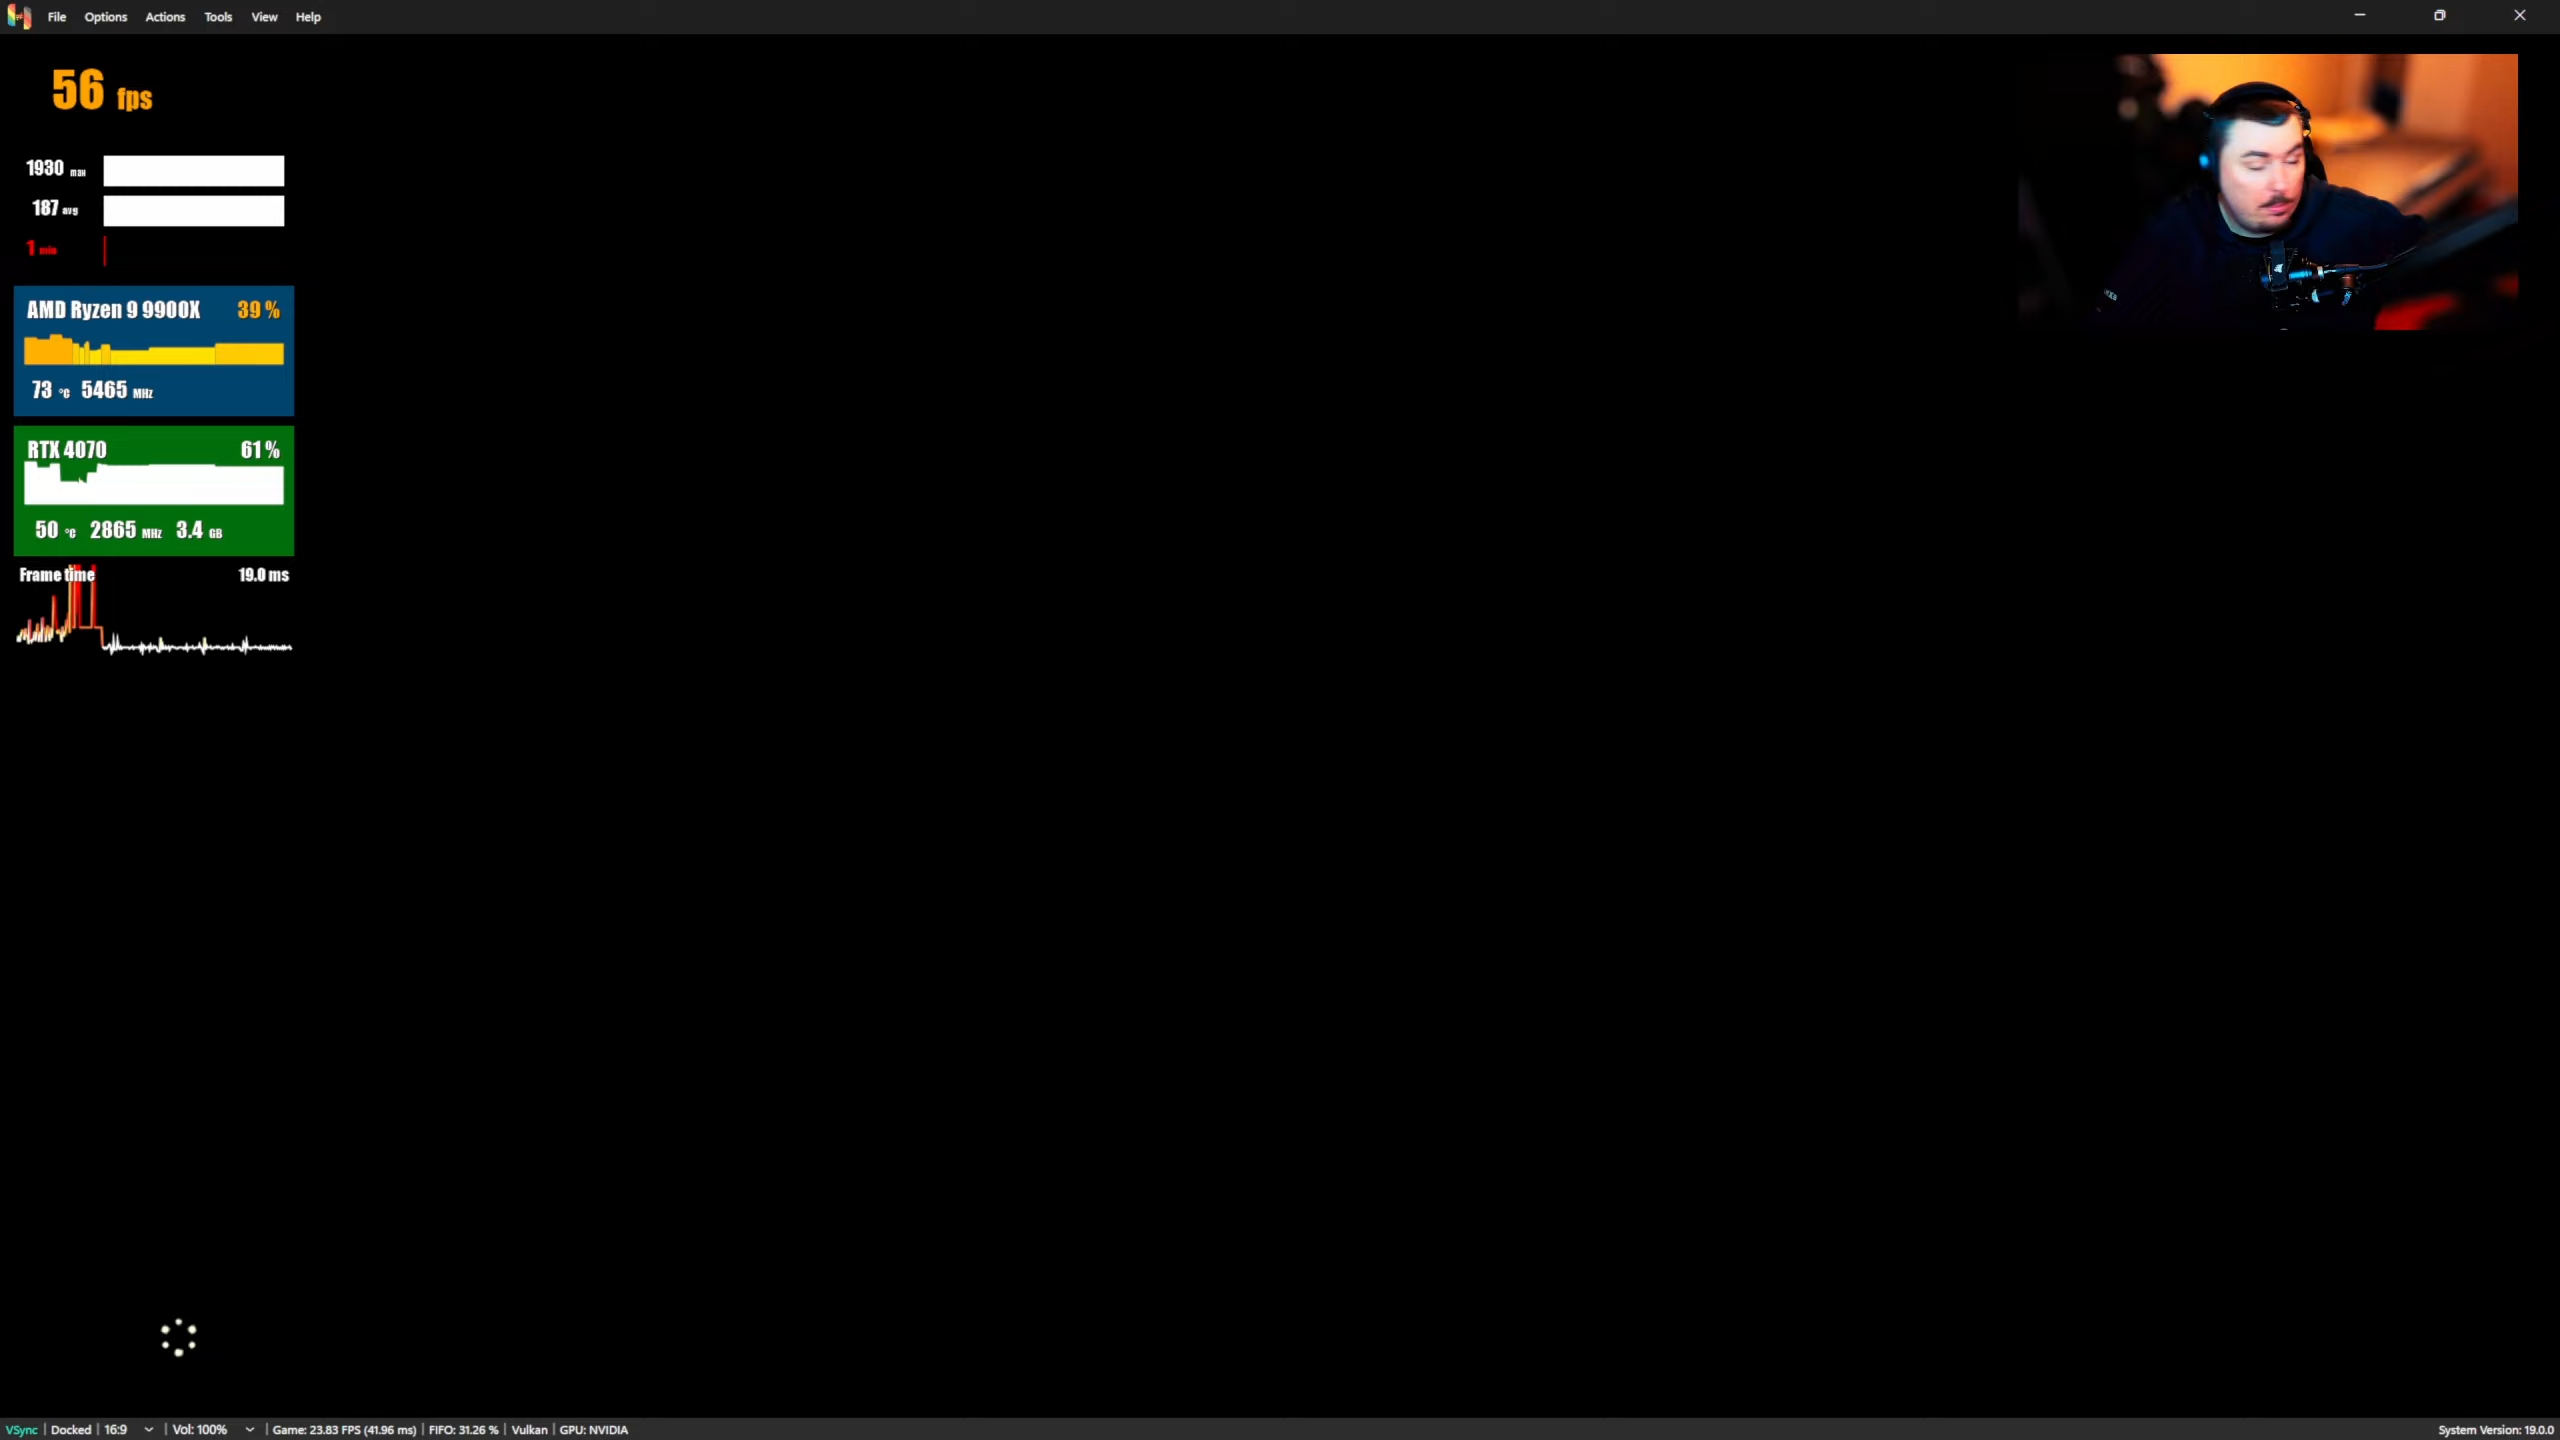 File Options Actions Tools View Help
56 fps
1930 max
187 avg
1 min
AMD Ryzen 9 9900X 39 %
73 °C 5465 MHz
RTX 4070 61 %
50 °C 2865 MHz 3.4 GB
Frame time 19.0 ms
VSync | Docked | 16:9 | Vol: 100% | Game: 23.83 FPS (41.96 ms) | FIFO: 31.26 % | Vulkan | GPU: NVIDIA
System Version: 19.0.0